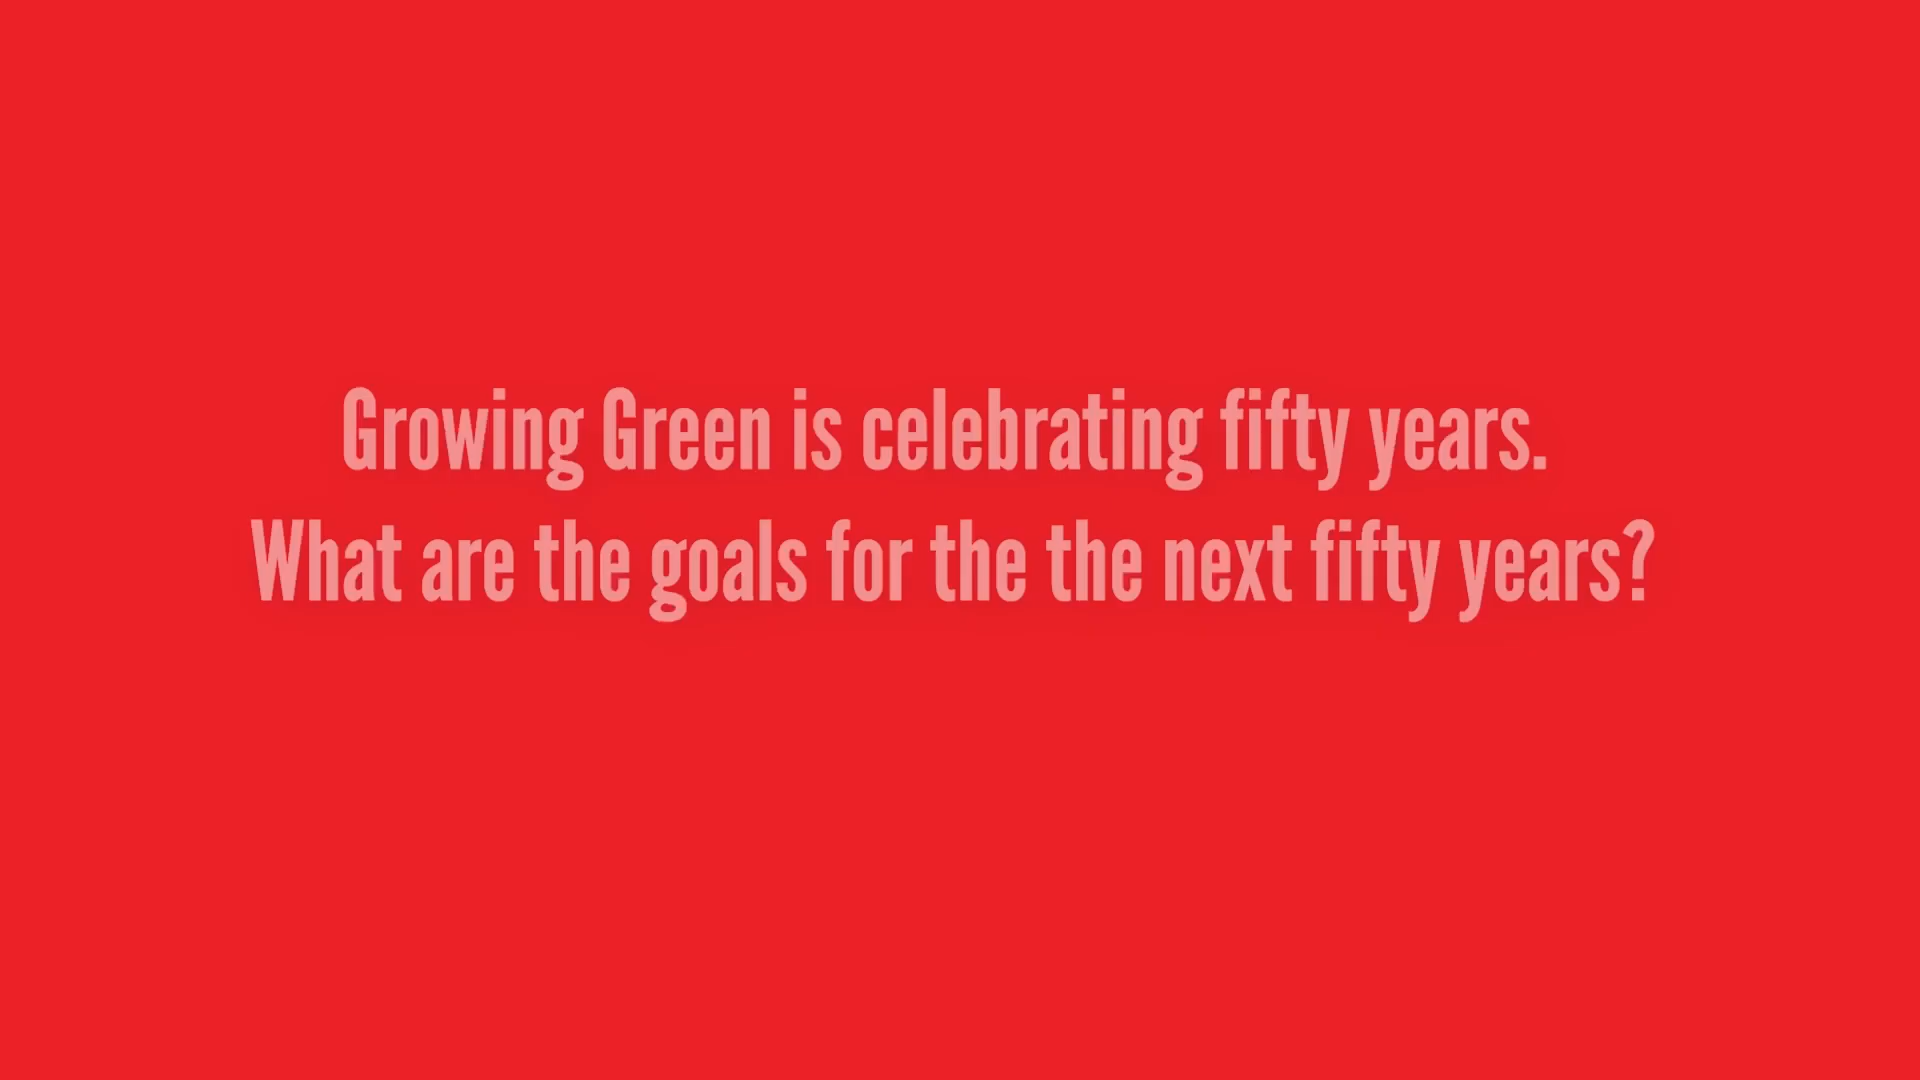 Growing Green is celebrating fifty years.
What are the goals for the the next fifty years?